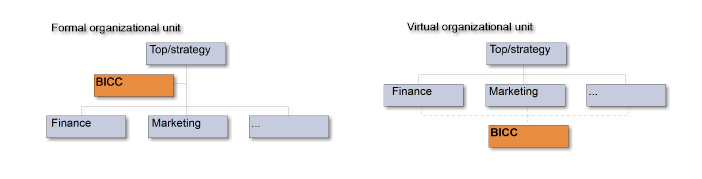 Formal organizational unit
Top/strategy
BICC
Finance
Marketing
...
Virtual organizational unit
Top/strategy
Finance
Marketing
...
BICC